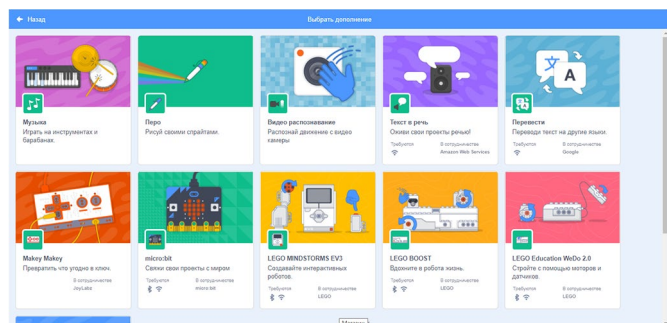 Назад
Выбрать дополнение
Музыка
Играть на инструментах и
барабанах.
Перо
Рисуй своими спрайтами.
Видео распознавание
Распознай движение с видео
камеры
Текст в речь
Оживи свои проекты речью!
Требуется
В сотрудничестве
Amazon Web Services
Перевести
Переводи текст на другие языки.
Требуется
В сотрудничестве
Google
Makey Makey
Превратить что угодно в ключ.
В сотрудничестве
JoyLabz
micro:bit
Свяжи свои проекты с миром
Требуется
В сотрудничестве
micro:bit
LEGO MINDSTORMS EV3
Создавайте интерактивных
роботов.
Требуется
В сотрудничестве
LEGO
LEGO BOOST
Вдохните в робота жизнь.
Требуется
В сотрудничестве
LEGO
LEGO Education WeDo 2.0
Стройте с помощью моторов и
датчиков.
Требуется
В сотрудничестве
LEGO